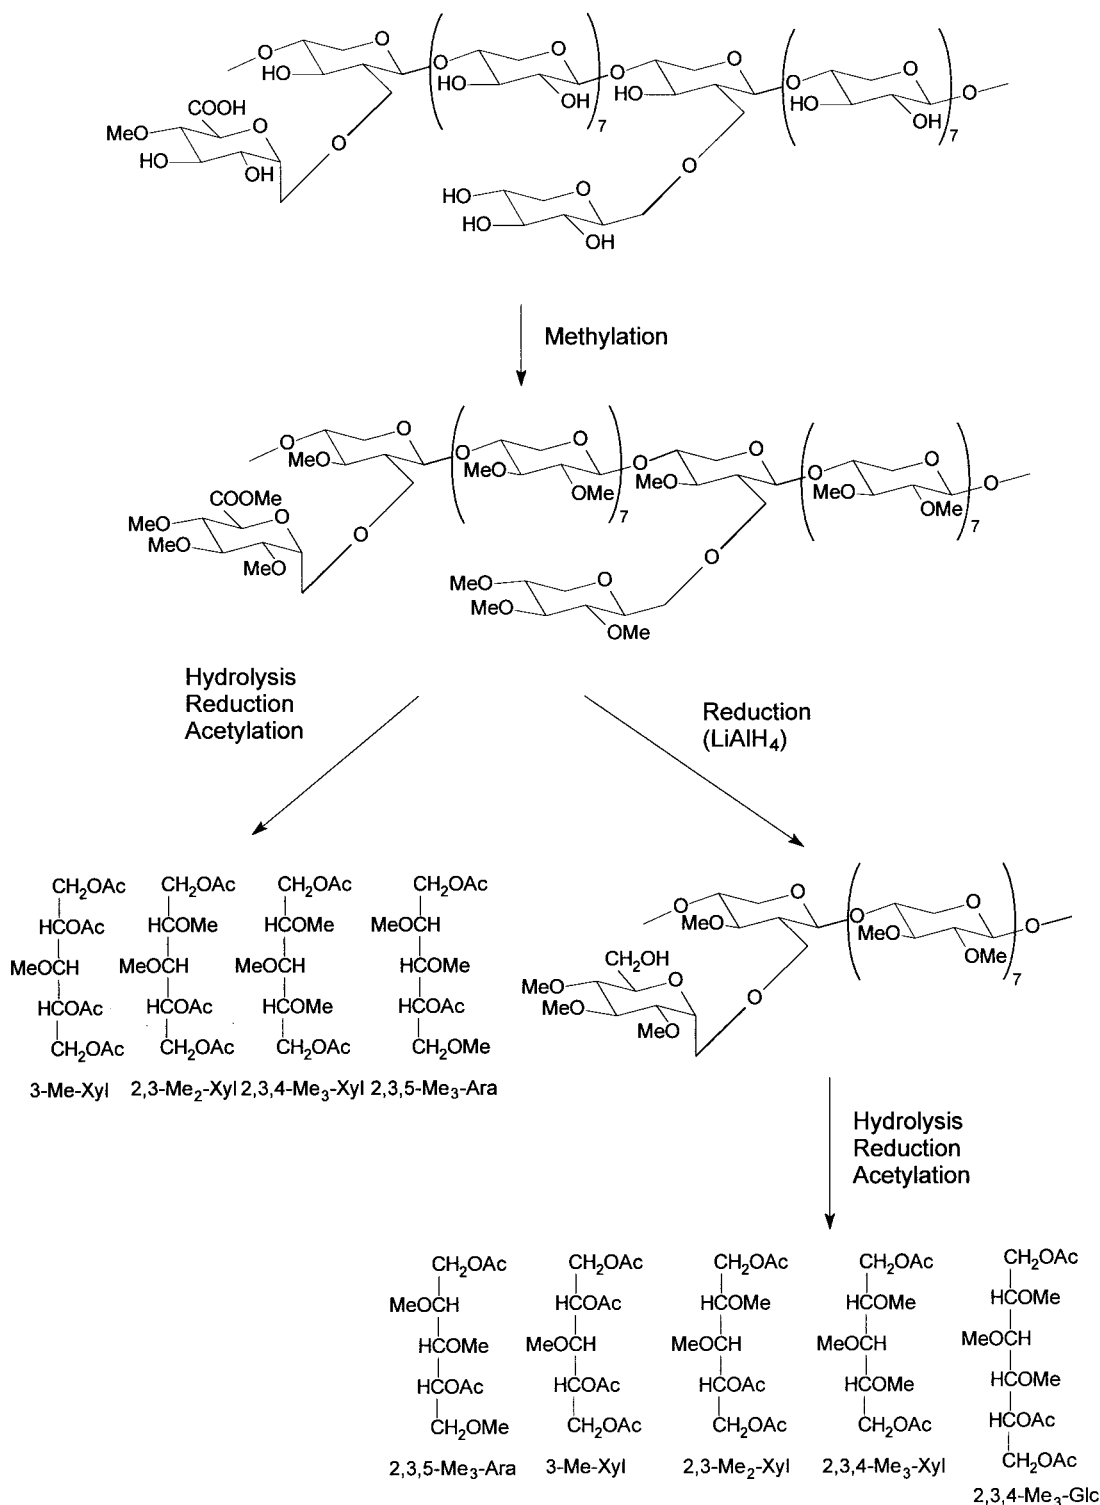 O O O O O O O O
HO HO OH HO HO OH
7 7
COOH
MeO O O
HO OH
O
HO O
HO OH
Methylation
O O O O O O O O
MeO MeO OMe MeO MeO OMe
7 7
COOMe
MeO O O
MeO
MeO
O
MeO O
MeO OMe
Hydrolysis
Reduction
Acetylation
Reduction
(LiAlH₄)
O O O O
O
MeO MeO OMe
7
CH₂OH
MeO O O
MeO
MeO
CH₂OAc CH₂OAc CH₂OAc CH₂OAc
HCOAc HCOMe HCOMe MeOCH
MeOCH MeOCH MeOCH HCOMe
HCOAc HCOAc HCOMe HCOAc
CH₂OAc CH₂OAc CH₂OAc CH₂OMe
3-Me-Xyl 2,3-Me₂-Xyl 2,3,4-Me₃-Xyl 2,3,5-Me₃-Ara
Hydrolysis
Reduction
Acetylation
CH₂OAc CH₂OAc CH₂OAc CH₂OAc CH₂OAc
MeOCH HCOAc HCOMe HCOMe HCOMe
HCOMe MeOCH MeOCH MeOCH MeOCH
HCOAc HCOAc HCOAc HCOMe HCOMe
CH₂OMe CH₂OAc CH₂OAc CH₂OAc HCOAc
CH₂OAc
2,3,5-Me₃-Ara 3-Me-Xyl 2,3-Me₂-Xyl 2,3,4-Me₃-Xyl
2,3,4-Me₃-Glc